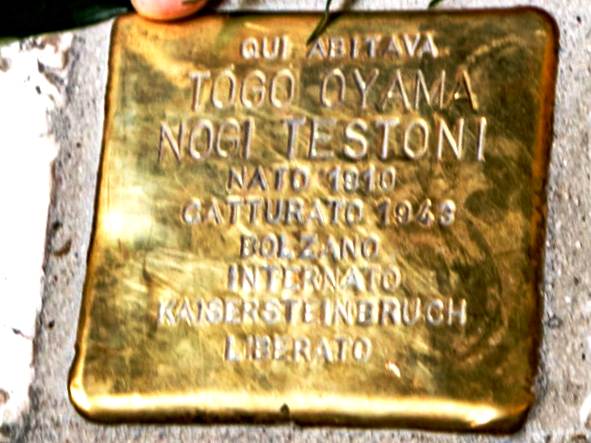 QUI ABITAVA
TOGO OYAMA
NOGI TESTONI
NATO 1910
CATTURATO 1943
BOLZANO
INTERNATO
KAISERSTEINBRUCH
LIBERATO